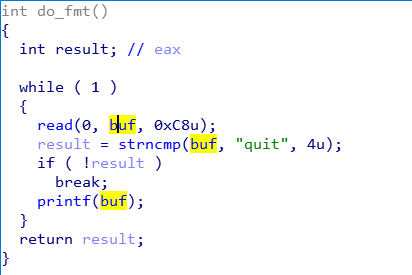 int do_fmt()
{
int result; // eax
while ( 1 )
{
read(0, buf, 0xC8u);
result = strncmp(buf, "quit", 4u);
if ( !result )
break;
printf(buf);
}
return result;
}